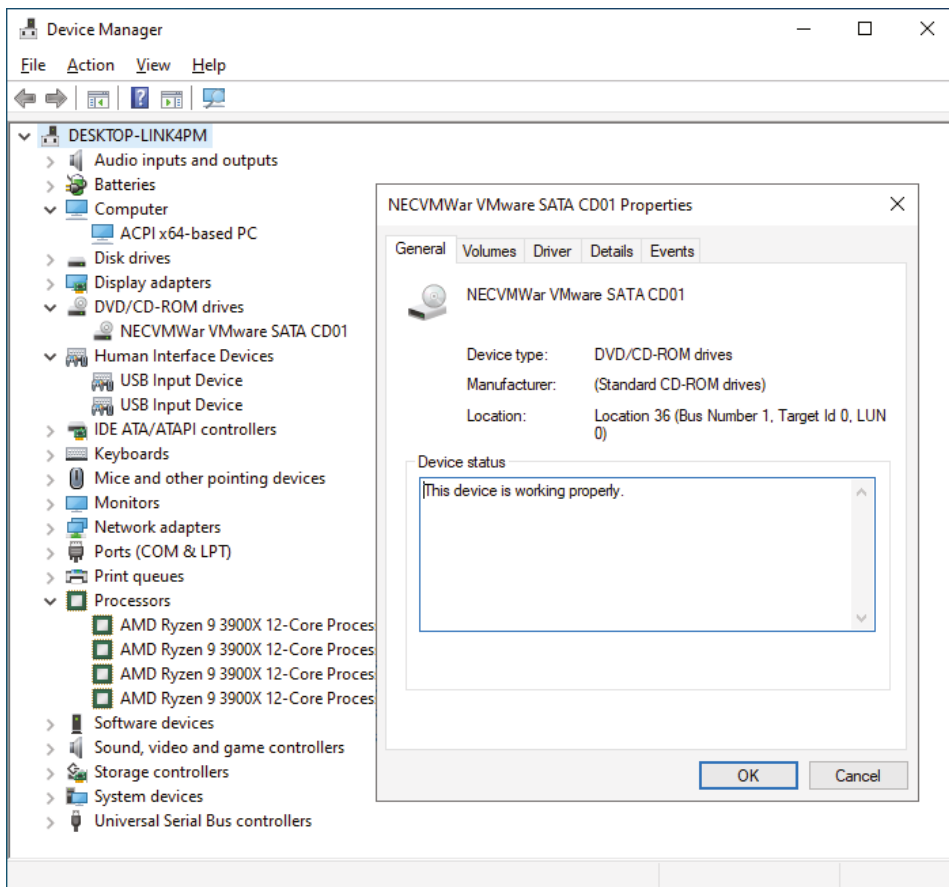 Device Manager
File Action View Help
DESKTOP-LINK4PM
Audio inputs and outputs
Batteries
Computer
ACPI x64-based PC
Disk drives
Display adapters
DVD/CD-ROM drives
NECVMWar VMware SATA CD01
Human Interface Devices
USB Input Device
USB Input Device
IDE ATA/ATAPI controllers
Keyboards
Mice and other pointing devices
Monitors
Network adapters
Ports (COM & LPT)
Print queues
Processors
AMD Ryzen 9 3900X 12-Core Proces
AMD Ryzen 9 3900X 12-Core Proces
AMD Ryzen 9 3900X 12-Core Proces
AMD Ryzen 9 3900X 12-Core Proces
Software devices
Sound, video and game controllers
Storage controllers
System devices
Universal Serial Bus controllers
NECVMWar VMware SATA CD01 Properties
General Volumes Driver Details Events
NECVMWar VMware SATA CD01
Device type: DVD/CD-ROM drives
Manufacturer: (Standard CD-ROM drives)
Location: Location 36 (Bus Number 1, Target Id 0, LUN
0)
Device status
This device is working properly.
OK Cancel